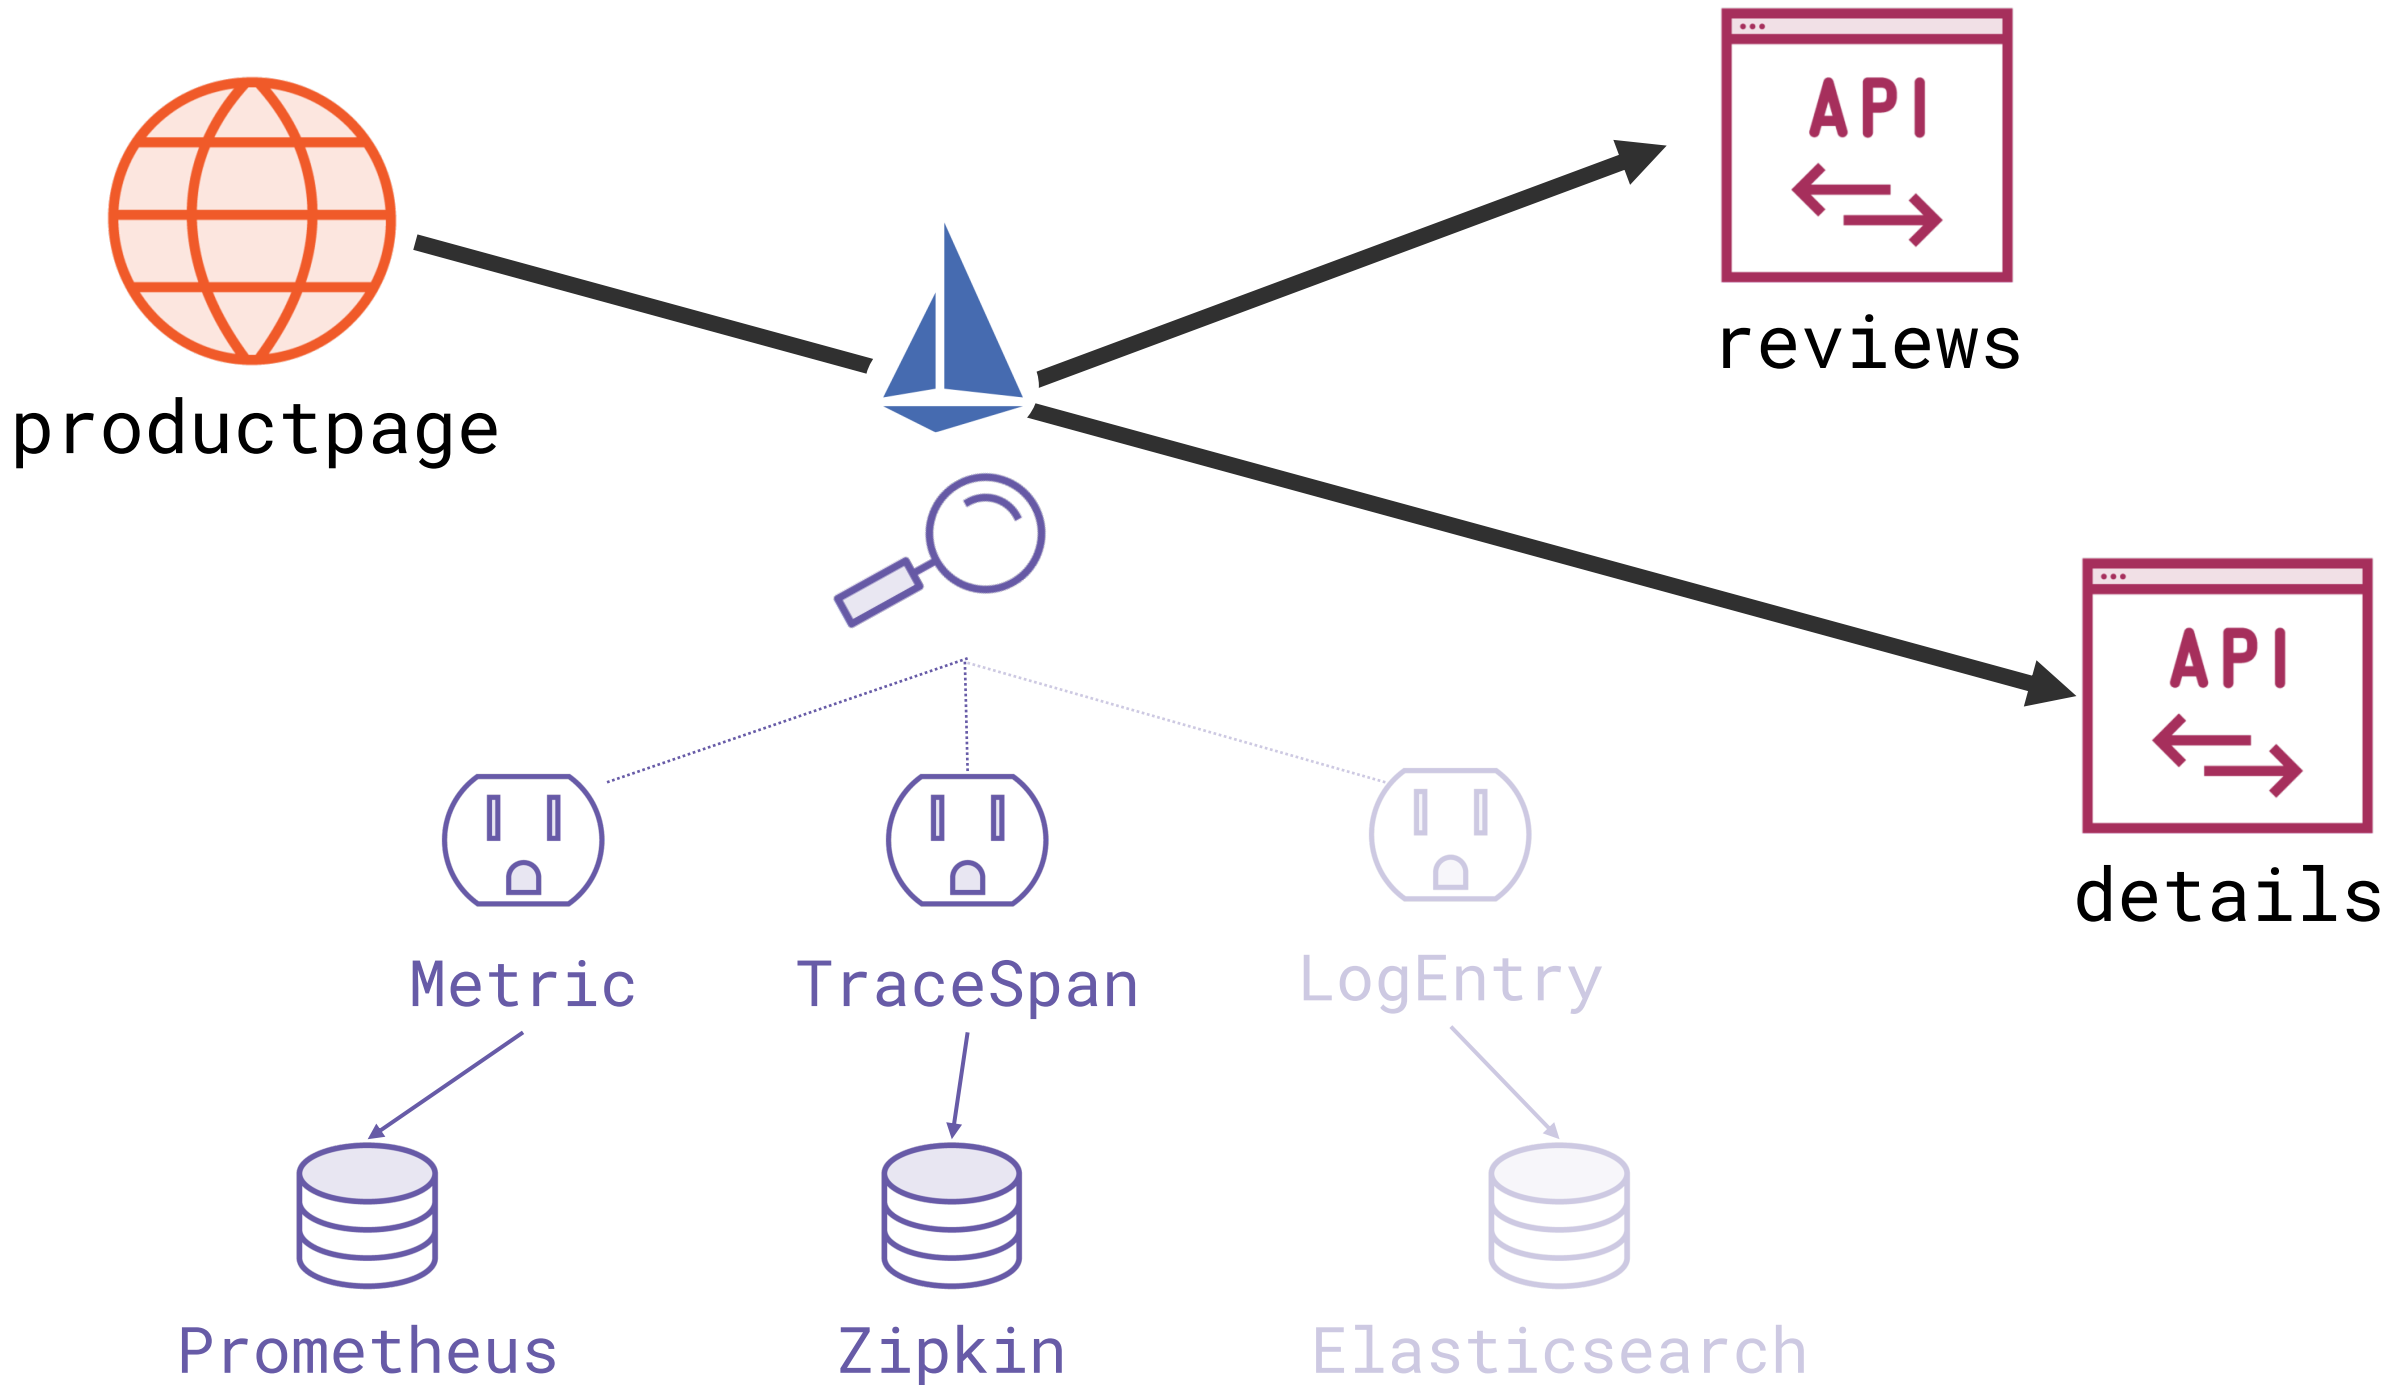 API
reviews
productpage
API
details
Metric
TraceSpan
LogEntry
Prometheus
Zipkin
Elasticsearch